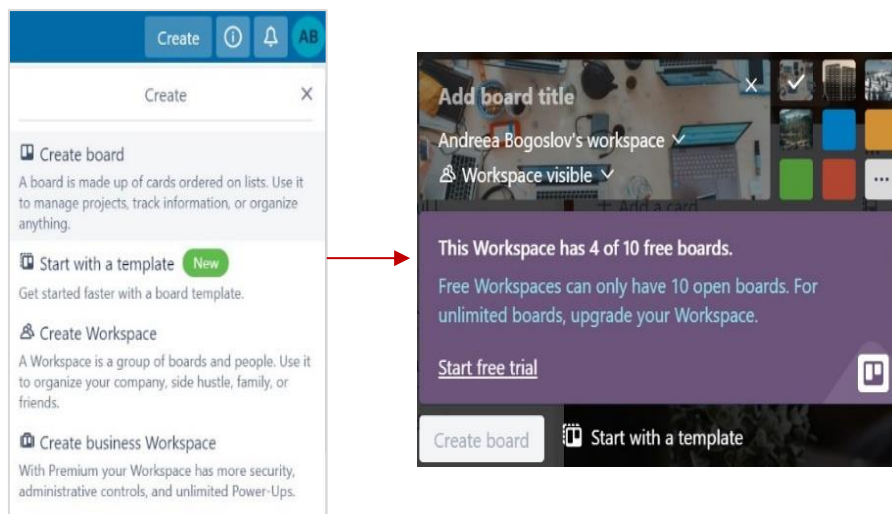 Create
AB
Create
X
Create board
A board is made up of cards ordered on lists. Use it
to manage projects, track information, or organize
anything.
Start with a template New
Get started faster with a board template.
Create Workspace
A Workspace is a group of boards and people. Use it
to organize your company, side hustle, family, or
friends.
Create business Workspace
With Premium your Workspace has more security,
administrative controls, and unlimited Power-Ups.
Add board title
Andreea Bogoslov's workspace
Workspace visible
+ Add a card
This Workspace has 4 of 10 free boards.
Free Workspaces can only have 10 open boards. For
unlimited boards, upgrade your Workspace.
Start free trial
Create board
Start with a template